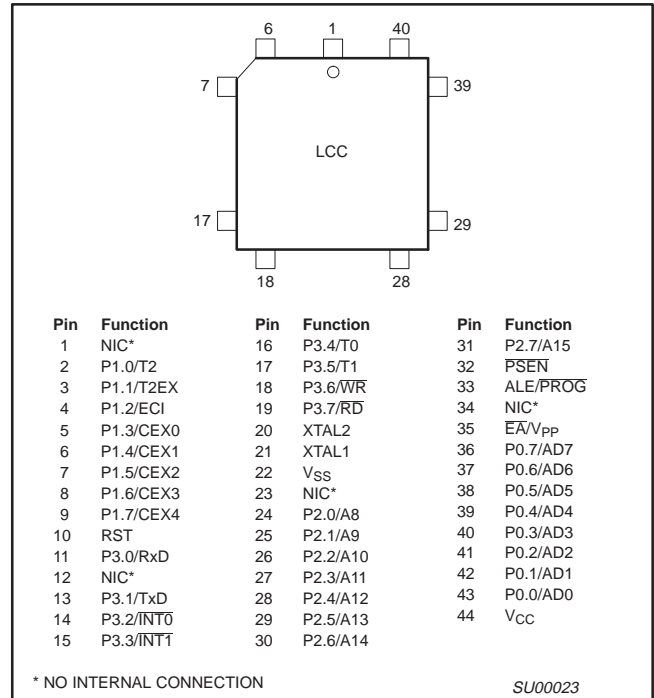 6 1 40
7 39
LCC
17 29
18 28
Pin Function Pin Function Pin Function
1 NIC* 16 P3.4/T0 31 P2.7/A15
2 P1.0/T2 17 P3.5/T1 32 PSEN
3 P1.1/T2EX 18 P3.6/WR 33 ALE/PROG
4 P1.2/ECI 19 P3.7/RD 34 NIC*
5 P1.3/CEX0 20 XTAL2 35 EA/VPP
6 P1.4/CEX1 21 XTAL1 36 P0.7/AD7
7 P1.5/CEX2 22 VSS 37 P0.6/AD6
8 P1.6/CEX3 23 NIC* 38 P0.5/AD5
9 P1.7/CEX4 24 P2.0/A8 39 P0.4/AD4
10 RST 25 P2.1/A9 40 P0.3/AD3
11 P3.0/RxD 26 P2.2/A10 41 P0.2/AD2
12 NIC* 27 P2.3/A11 42 P0.1/AD1
13 P3.1/TxD 28 P2.4/A12 43 P0.0/AD0
14 P3.2/INT0 29 P2.5/A13 44 VCC
15 P3.3/INT1 30 P2.6/A14
* NO INTERNAL CONNECTION SU00023